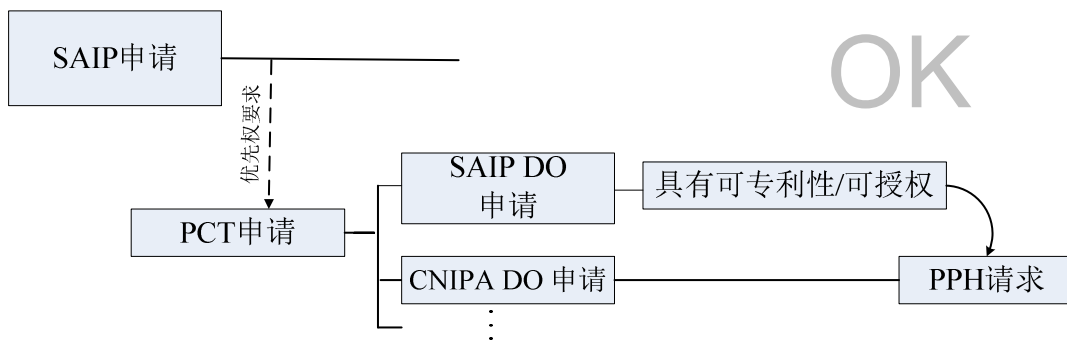 SAIP申请
OK
优先权要求
SAIP DO
申请
具有可专利性/可授权
PCT申请
CNIPA DO 申请
PPH请求